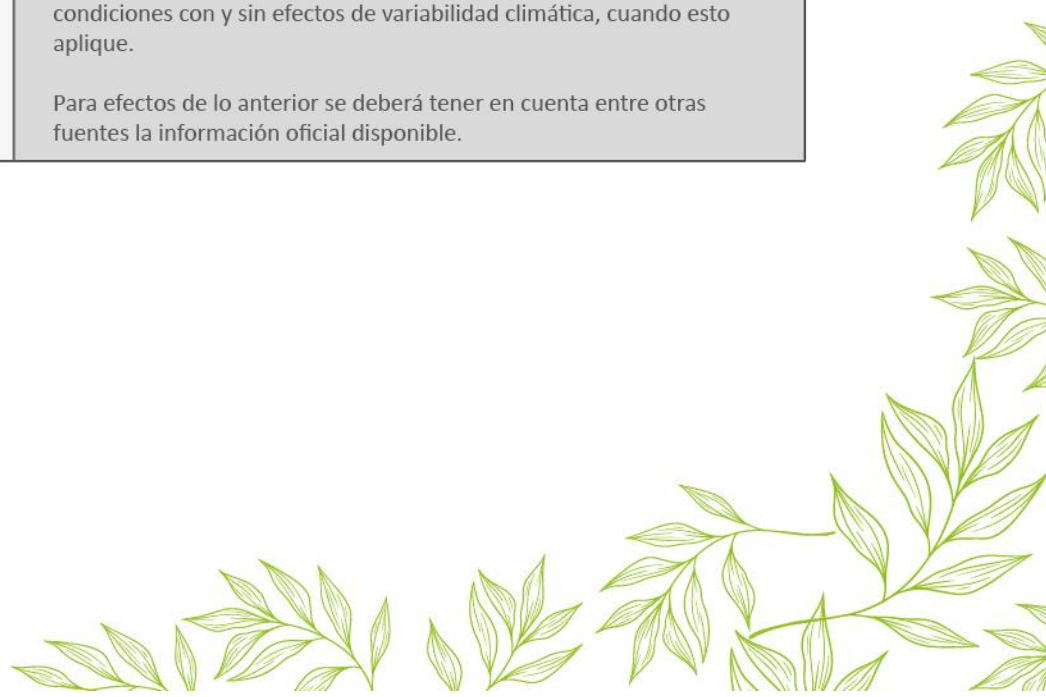 condiciones con y sin efectos de variabilidad climática, cuando esto
aplique.
Para efectos de lo anterior se deberá tener en cuenta entre otras
fuentes la información oficial disponible.